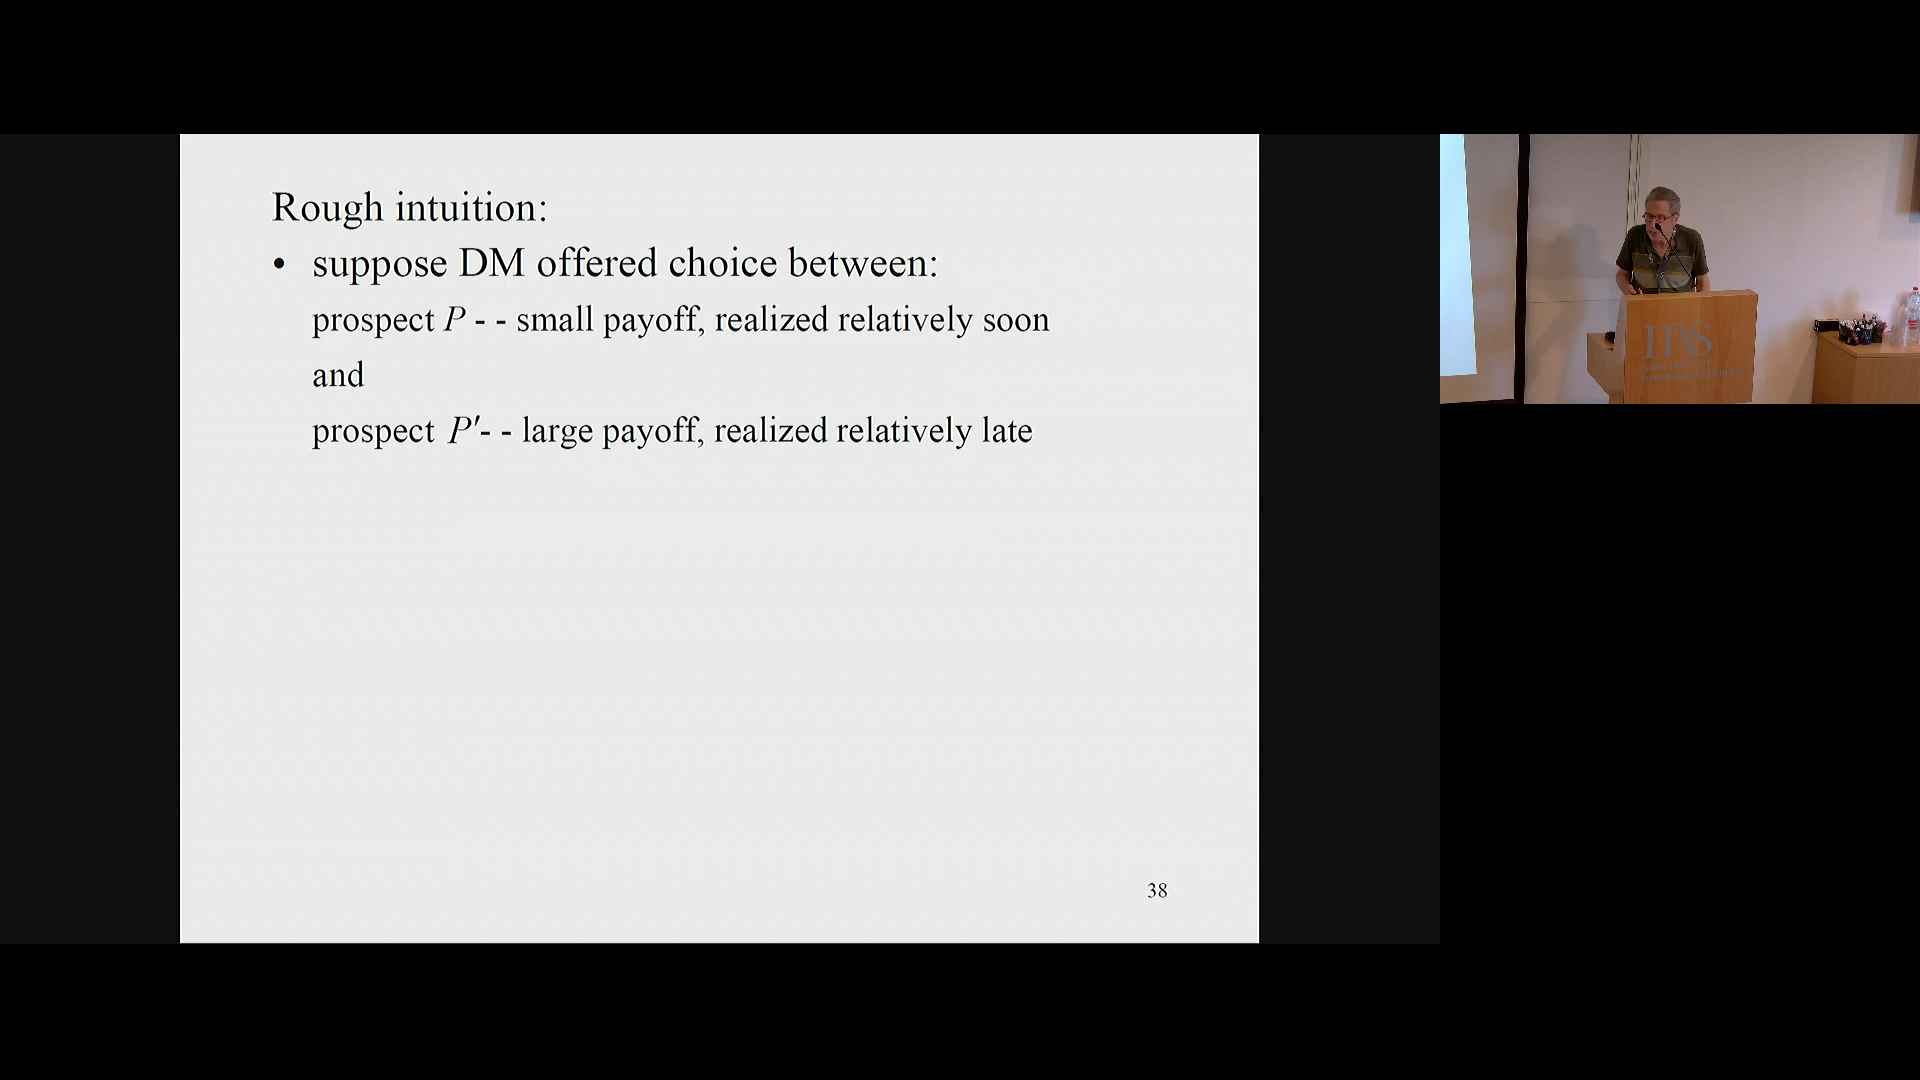 Rough intuition:
• suppose DM offered choice between:
prospect P - - small payoff, realized relatively soon
and
prospect P′- - large payoff, realized relatively late
38
IIAS